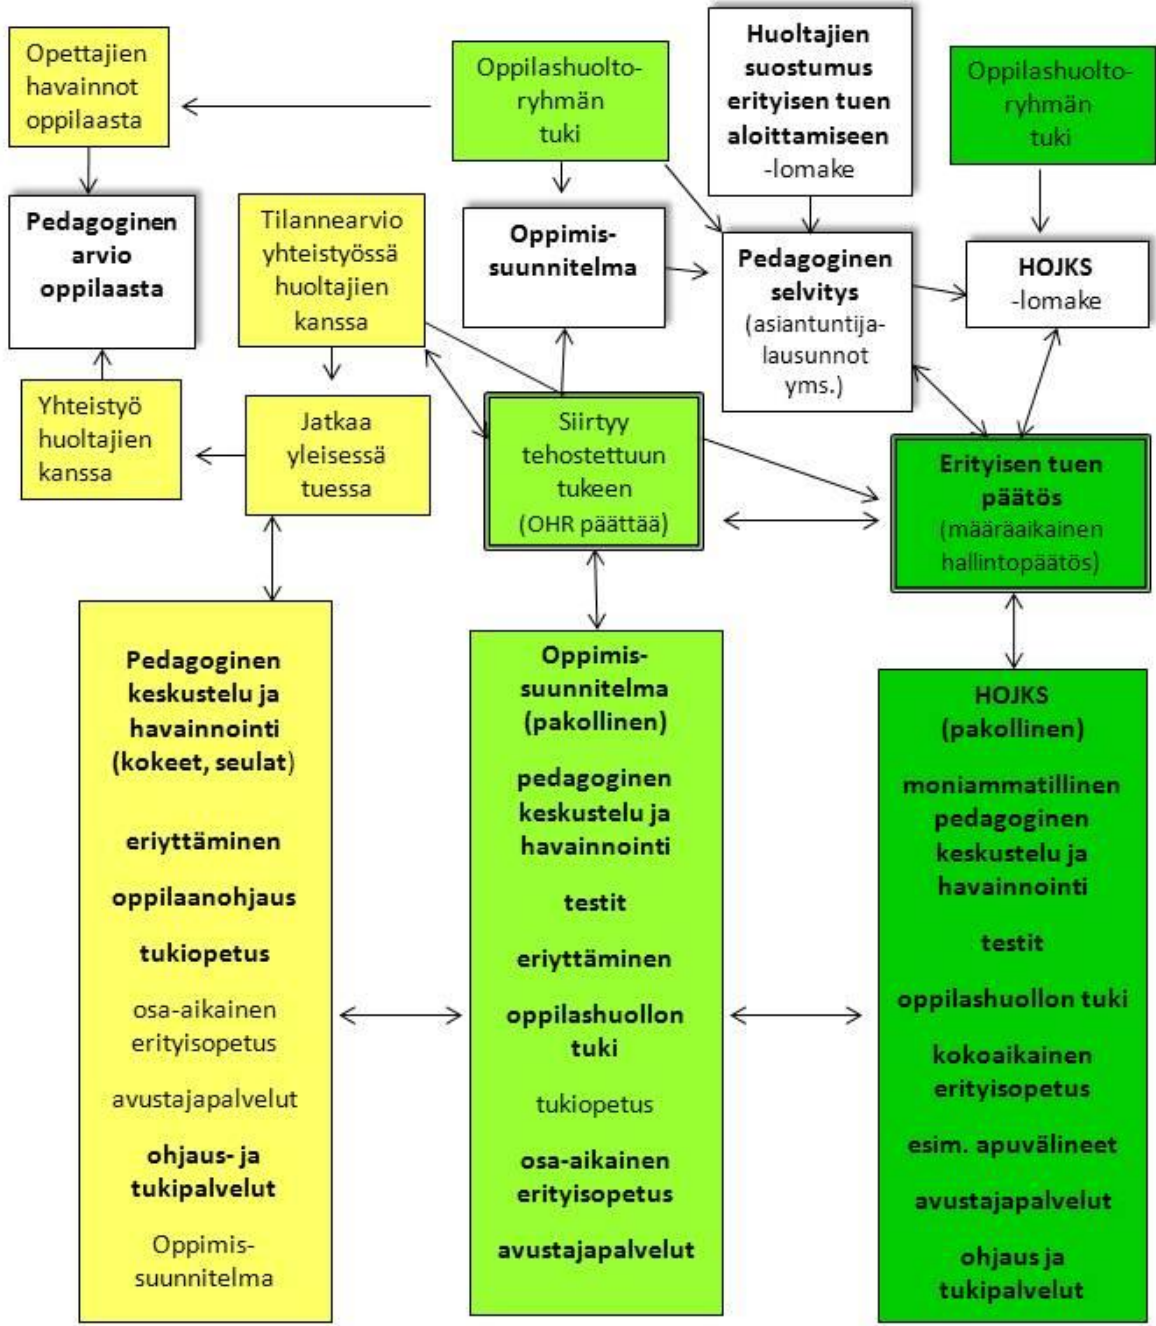 Opettajien
havainnot
oppilaasta
Oppilashuolto-
ryhmän
tuki
Huoltajien
suostumus
erityisen tuen
aloittamiseen
-lomake
Oppilashuolto-
ryhmän
tuki
Pedagoginen
arvio
oppilaasta
Tilannearvio
yhteistyössä
huoltajien
kanssa
Oppimis-
suunnitelma
Pedagoginen
selvitys
(asiantuntija-
lausunnot
yms.)
HOJKS
-lomake
Yhteistyö
huoltajien
kanssa
Jatkaa
yleisessä
tuessa
Siirtyy
tehostettuun
tukeen
(OHR päättää)
Erityisen tuen
päätös
(määräaikainen
hallintopäätös)
Pedagoginen
keskustelu ja
havainnointi
(kokeet, seulat)
eriyttäminen
oppilaanohjaus
tukiopetus
osa-aikainen
erityisopetus
avustajapalvelut
ohjaus- ja
tukipalvelut
Oppimis-
suunnitelma
Oppimis-
suunnitelma
(pakollinen)
pedagoginen
keskustelu ja
havainnointi
testit
eriyttäminen
oppilashuollon
tuki
tukiopetus
osa-aikainen
erityisopetus
avustajapalvelut
HOJKS
(pakollinen)
moniammatillinen
pedagoginen
keskustelu ja
havainnointi
testit
oppilashuollon tuki
kokoaikainen
erityisopetus
esim. apuvälineet
avustajapalvelut
ohjaus ja
tukipalvelut